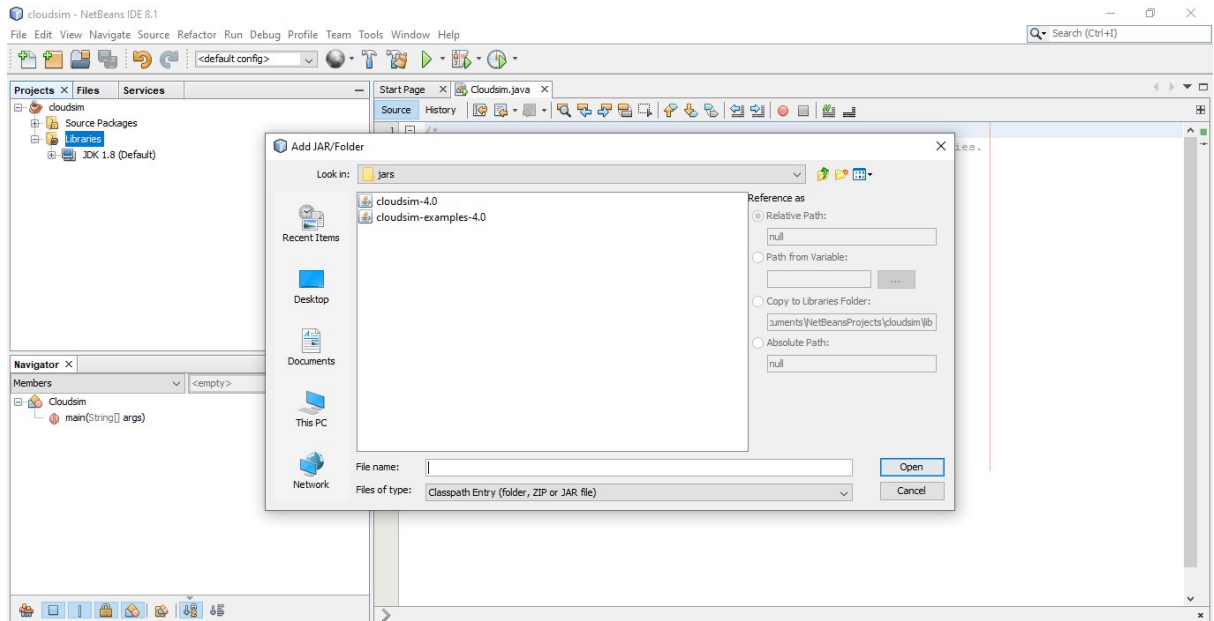 cloudsim - NetBeans IDE 8.1
File Edit View Navigate Source Refactor Run Debug Profile Team Tools Window Help
Search (Ctrl+I)
<default config>
Projects Files Services
Start Page Cloudsim.java
cloudsim
Source Packages
Libraries
JDK 1.8 (Default)
Source History
1 /*
ies.
Add JAR/Folder
Look in: jars
Recent Items
Desktop
Documents
This PC
Network
cloudsim-4.0
cloudsim-examples-4.0
Reference as
Relative Path:
null
Path from Variable:
...
Copy to Libraries Folder:
cuments\NetBeansProjects\cloudsim\lib
Absolute Path:
null
File name:
Open
Files of type: Classpath Entry (folder, ZIP or JAR file)
Cancel
Navigator
Members <empty>
Cloudsim
main(String[] args)